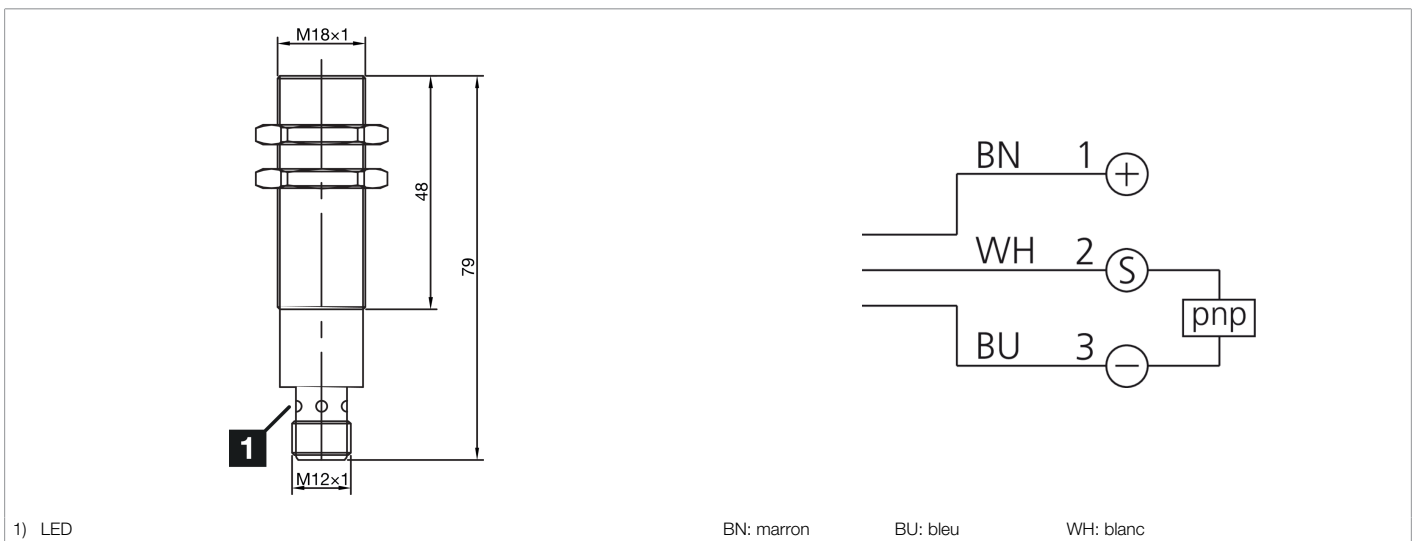 M18×1
48
79
1
M12×1
BN 1 +
WH 2 S
pnp
BU 3 −
1) LED
BN: marron BU: bleu WH: blanc